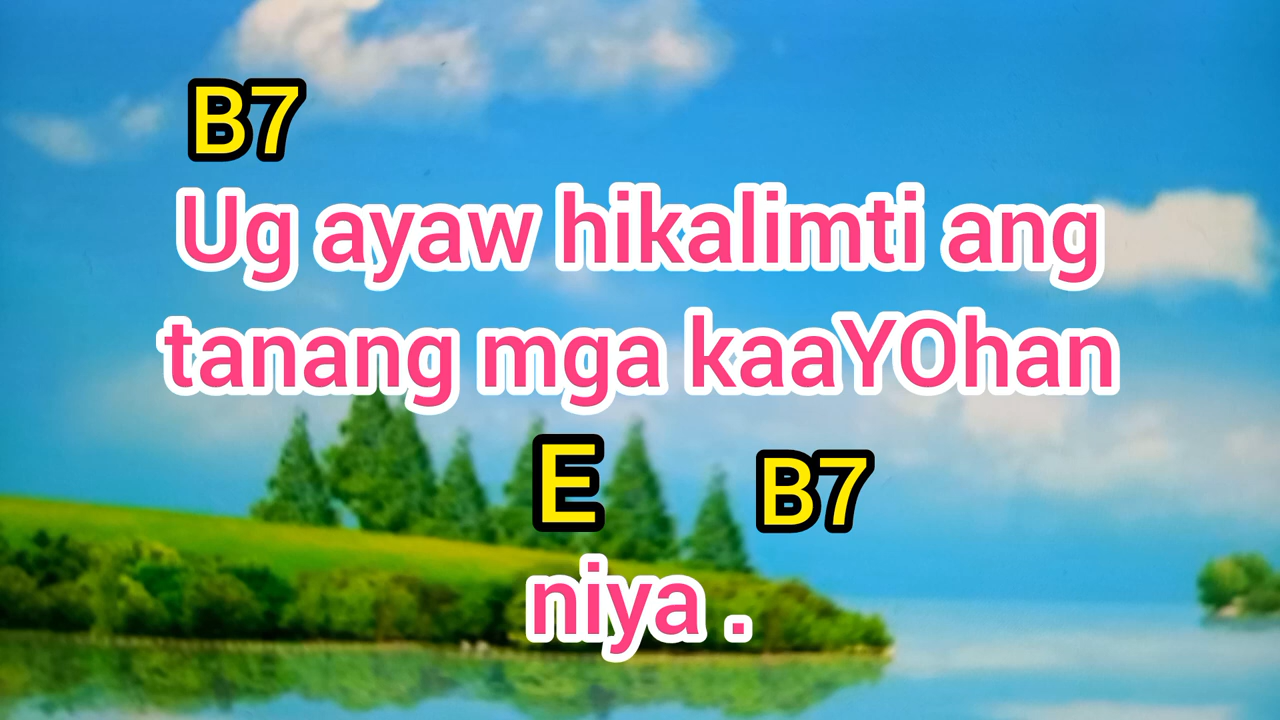 B7
Ug ayaw hikalimti ang
tanang mga kaaYOhan
E B7
niya .